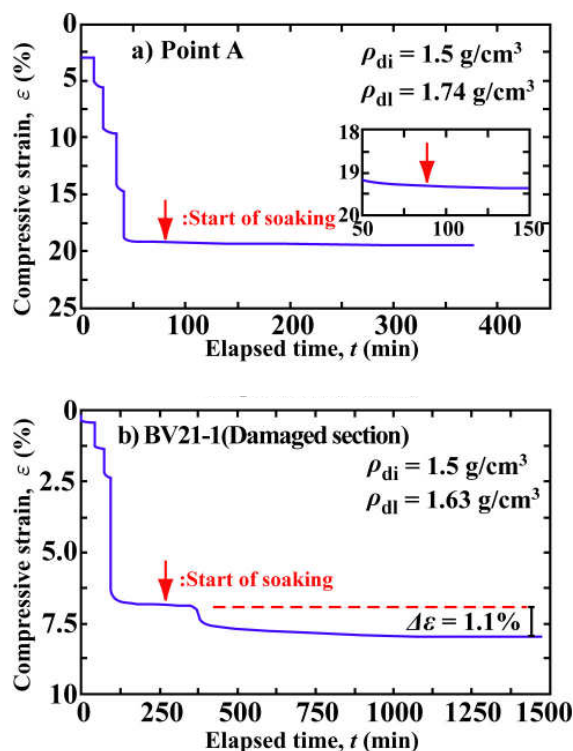 0
5
10
15
20
25
Compressive strain, ε (%)
a) Point A
ρdi = 1.5 g/cm³
ρdl = 1.74 g/cm³
18
19
20
50 100 150
:Start of soaking
0 100 200 300 400
Elapsed time, t (min)
0
2.5
5.0
7.5
10
Compressive strain, ε (%)
b) BV21-1(Damaged section)
ρdi = 1.5 g/cm³
ρdl = 1.63 g/cm³
:Start of soaking
Δε = 1.1%
0 250 500 750 1000 1250 1500
Elapsed time, t (min)